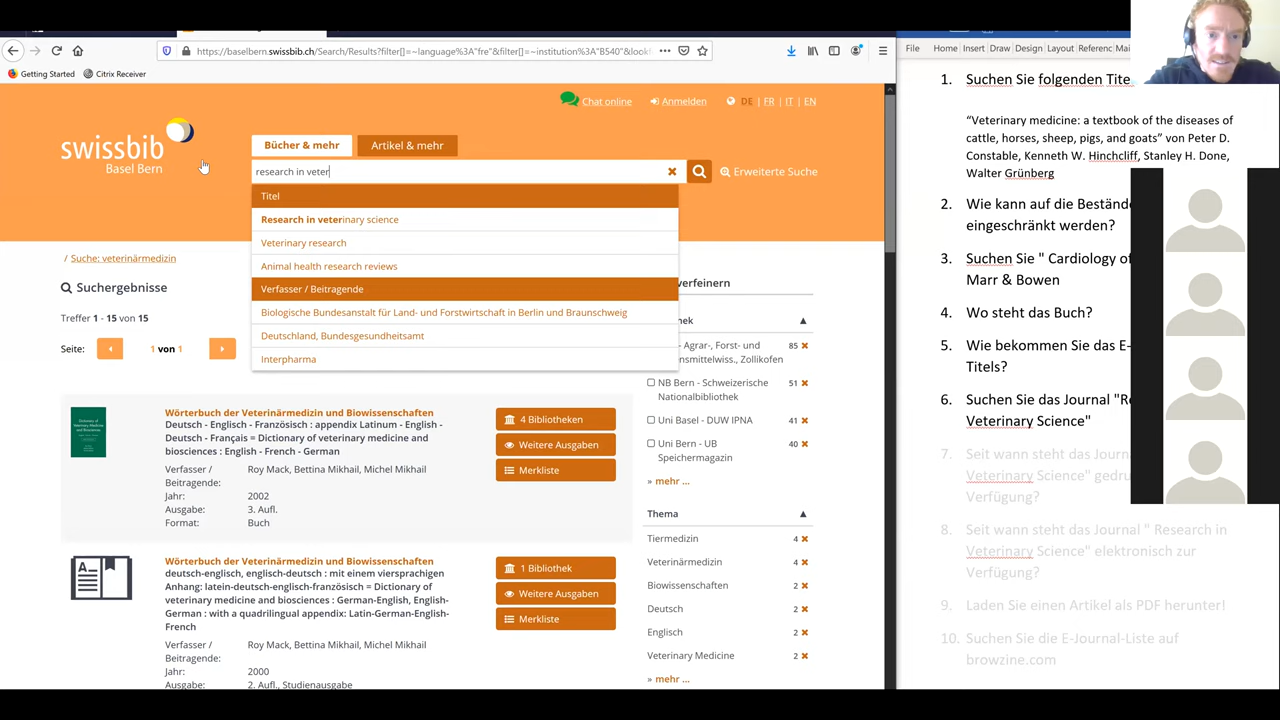 https://baselbern.swissbib.ch/Search/Results?filter[]=~language%3A"fre"&filter[]=~institution%3A"B540"&look
Getting Started
Citrix Receiver
Chat online
Anmelden
DE | FR | IT | EN
swissbib
Basel Bern
Bücher & mehr
Artikel & mehr
research in veter
Erweiterte Suche
Titel
Research in veterinary science
Veterinary research
Animal health research reviews
Verfasser / Beitragende
Biologische Bundesanstalt für Land- und Forstwirtschaft in Berlin und Braunschweig
Deutschland, Bundesgesundheitsamt
Interpharma
/ Suche: veterinärmedizin
Suchergebnisse
Treffer 1 - 15 von 15
Seite:
1 von 1
Wörterbuch der Veterinärmedizin und Biowissenschaften
Deutsch - Englisch - Französisch : appendix Latinum - English -
Deutsch - Français = Dictionary of veterinary medicine and
biosciences : English - French - German
Verfasser /
Beitragende:
Roy Mack, Bettina Mikhail, Michel Mikhail
Jahr:
2002
Ausgabe:
3. Aufl.
Format:
Buch
4 Bibliotheken
Weitere Ausgaben
Merkliste
Wörterbuch der Veterinärmedizin und Biowissenschaften
deutsch-englisch, englisch-deutsch : mit einem viersprachigen
Anhang: latein-deutsch-englisch-französisch = Dictionary of
veterinary medicine and biosciences : German-English, English-
German : with a quadrilingual appendix: Latin-German-English-
French
Verfasser /
Beitragende:
Roy Mack, Bettina Mikhail, Michel Mikhail
Jahr:
2000
Ausgabe:
2. Aufl., Studienausgabe
1 Bibliothek
Weitere Ausgaben
Merkliste
verfeinern
Agrar-, Forst- und
85
Zollikofen
NB Bern - Schweizerische
Nationalbibliothek
51
Uni Basel - DUW IPNA
41
Uni Bern - UB
Speichermagazin
40
» mehr ...
Thema
Tiermedizin 4
Veterinärmedizin 4
Biowissenschaften 2
Deutsch 2
Englisch 2
Veterinary Medicine 2
» mehr ...
File Home Insert Draw Design Layout Referenc Mai
1. Suchen Sie folgenden Tite
"Veterinary medicine: a textbook of the diseases of
cattle, horses, sheep, pigs, and goats" von Peter D.
Constable, Kenneth W. Hinchcliff, Stanley H. Done,
Walter Grünberg
2. Wie kann auf die Bestände
eingeschränkt werden?
3. Suchen Sie " Cardiology of
Marr & Bowen
4. Wo steht das Buch?
5. Wie bekommen Sie das E-
Titels?
6. Suchen Sie das Journal "Re
Veterinary Science"
7. Seit wann steht das Journa
Veterinary Science" gedru
Verfügung?
8. Seit wann steht das Journal " Research in
Veterinary Science" elektronisch zur
Verfügung?
9. Laden Sie einen Artikel als PDF herunter!
10. Suchen Sie die E-Journal-Liste auf
browzine.com